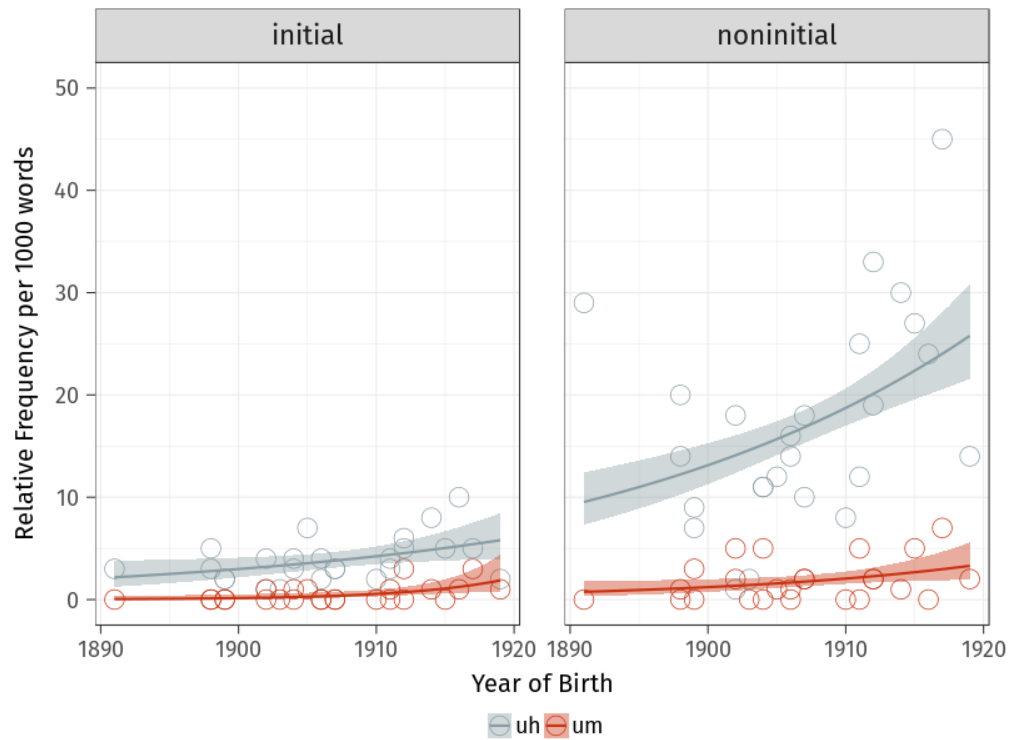 initial noninitial
Relative Frequency per 1000 words
50
40
30
20
10
0
1890 1900 1910 1920 1890 1900 1910 1920
Year of Birth
uh um